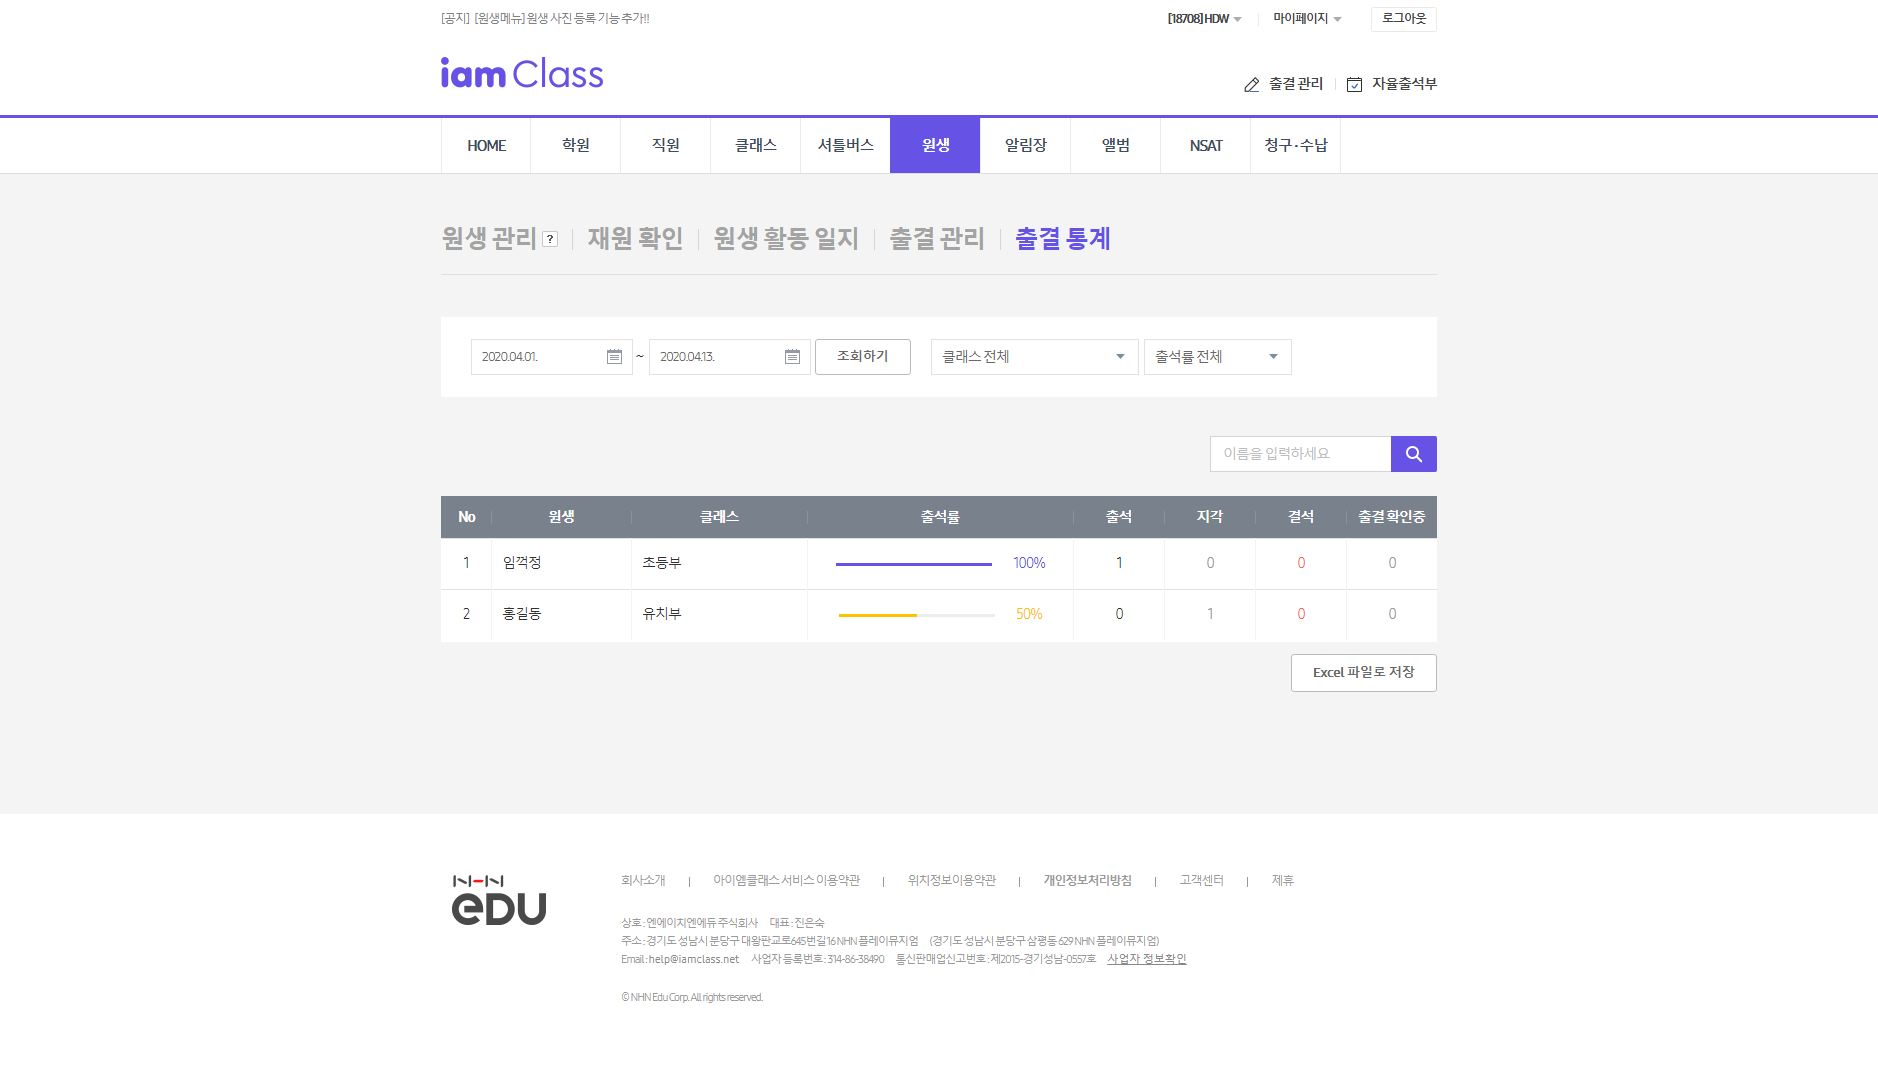 [공지] [원생메뉴] 원생 사진 등록 기능 추가!! [18708] HDW 마이페이지 로그아웃
iam Class 출결 관리 자율출석부
HOME 학원 직원 클래스 셔틀버스 원생 알림장 앨범 NSAT 청구·수납
원생 관리 ? 재원 확인 원생 활동 일지 출결 관리 출결 통계
2020.04.01. ~ 2020.04.13. 조회하기 클래스 전체 출석률 전체
이름을 입력하세요
No 원생 클래스 출석률 출석 지각 결석 출결 확인중
1 임꺽정 초등부 100% 1 0 0 0
2 홍길동 유치부 50% 0 1 0 0
Excel 파일로 저장
NHN
eDU
회사소개 | 아이엠클래스 서비스 이용약관 | 위치정보이용약관 | 개인정보처리방침 | 고객센터 | 제휴
상호 : 엔에이치엔에듀 주식회사 대표 : 진은숙
주소 : 경기도 성남시 분당구 대왕판교로645번길 16 NHN 플레이뮤지엄 (경기도 성남시 분당구 삼평동 629 NHN 플레이뮤지엄)
Email : help@iamclass.net 사업자 등록번호 : 314-86-38490 통신판매업신고번호 : 제2015-경기성남-0557호 사업자 정보확인
© NHN Edu Corp. All rights reserved.